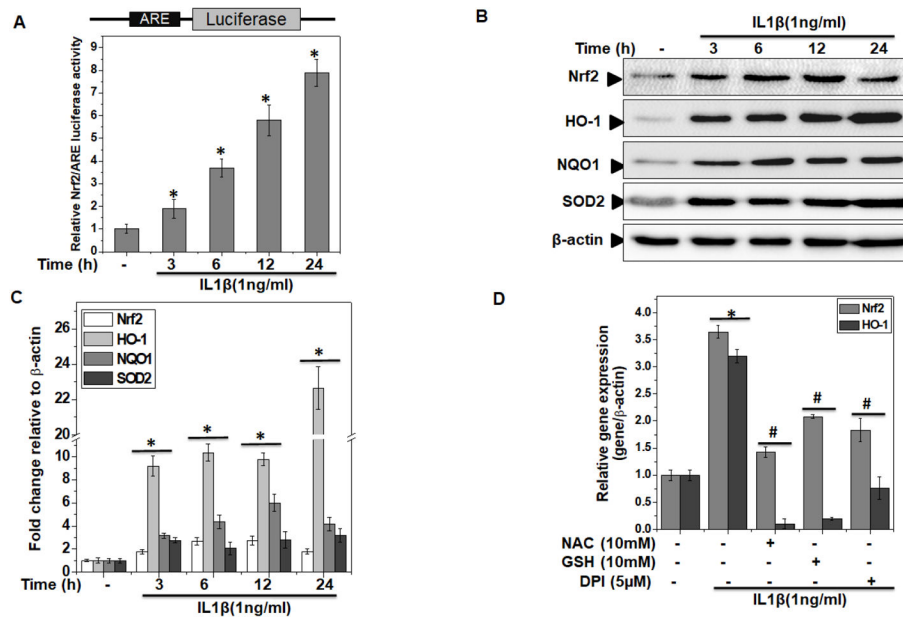 A
ARE
Luciferase
Relative Nrf2/ARE luciferase activity
9
8
7
6
5
4
3
2
1
*
*
*
*
Time (h) - 3 6 12 24
IL1β(1ng/ml)
B
IL1β(1ng/ml)
Time (h) - 3 6 12 24
Nrf2
HO-1
NQO1
SOD2
β-actin
C
Fold change relative to β-actin
26
24
22
20
10
8
6
4
2
Nrf2
HO-1
NQO1
SOD2
*
*
*
*
Time (h) - 3 6 12 24
IL1β(1ng/ml)
D
Relative gene expression
(gene/β-actin)
4.0
3.5
3.0
2.5
2.0
1.5
1.0
0.5
0.0
Nrf2
HO-1
*
#
#
#
NAC (10mM) - - + - -
GSH (10mM) - - - + -
DPI (5μM) - - - - +
IL1β(1ng/ml)